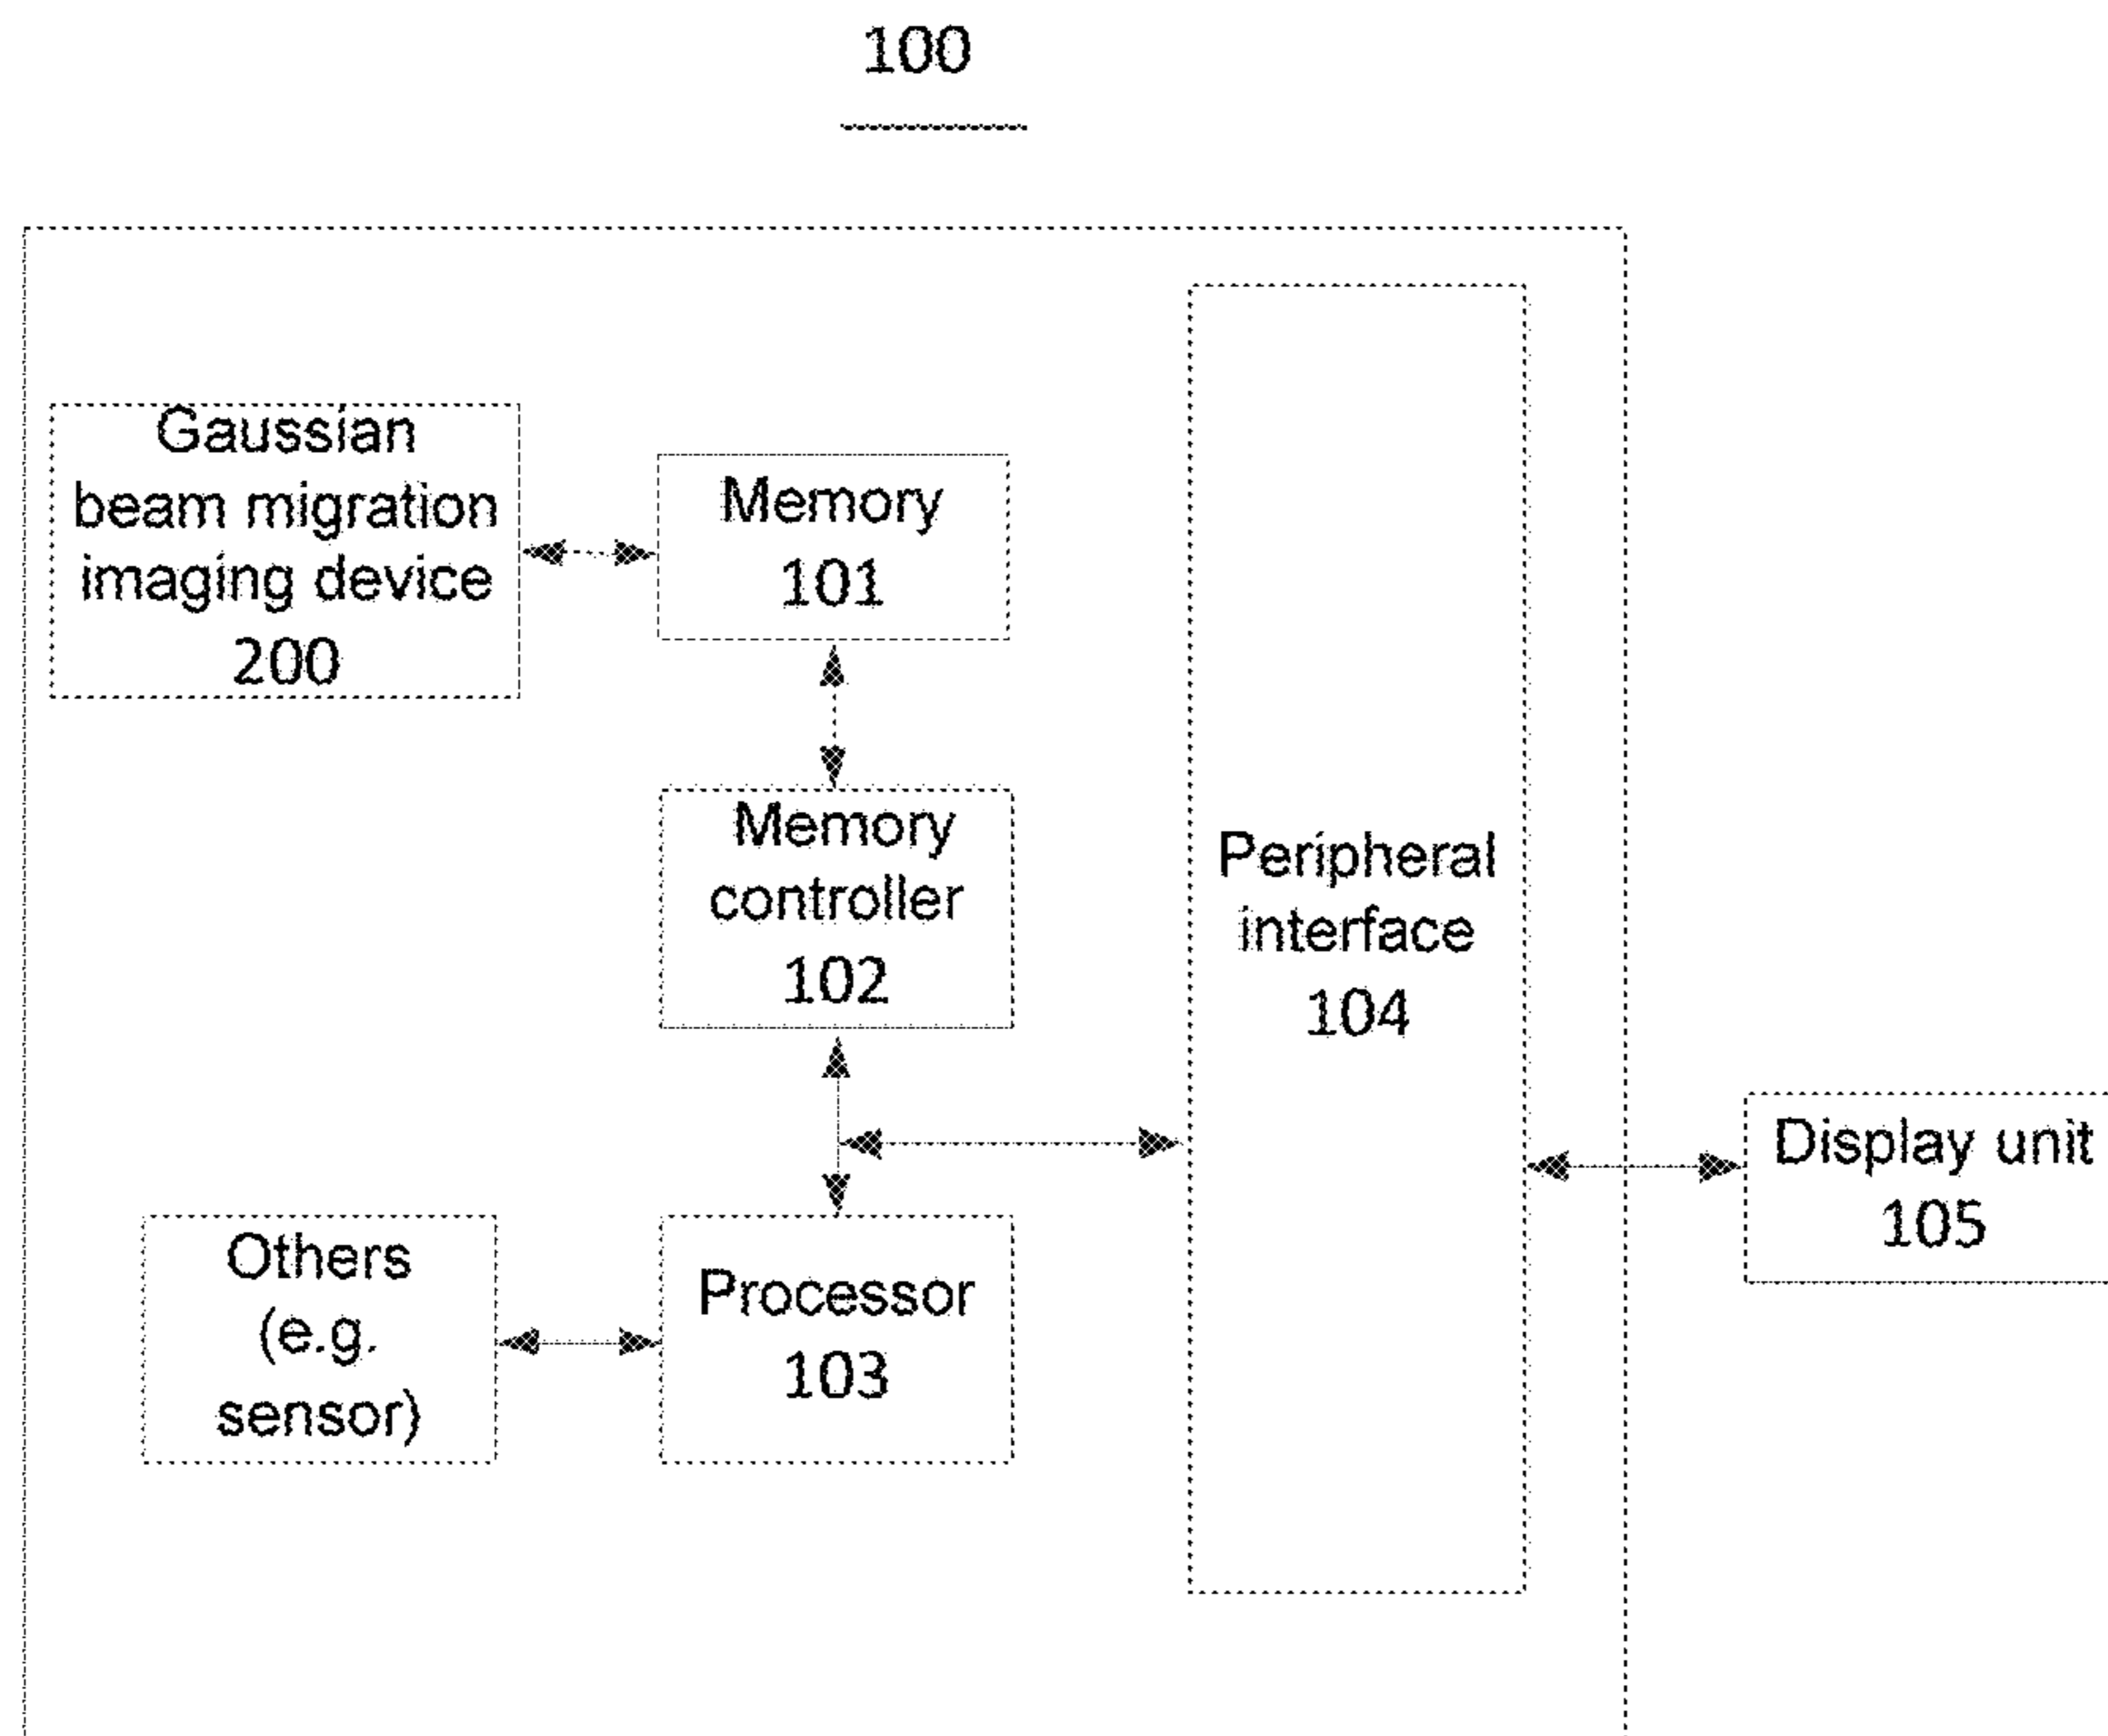 100
Gaussian
beam migration
imaging device
200
Memory
101
Memory
controller
102
Peripheral
interface
104
Display unit
105
Others
(e.g.
sensor)
Processor
103